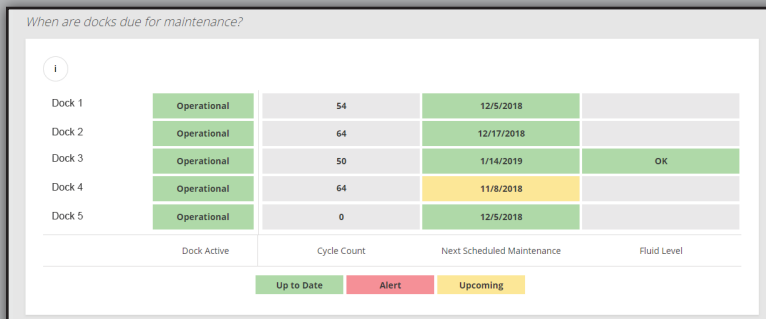 When are docks due for maintenance?
i
Dock 1 Operational 54 12/5/2018
Dock 2 Operational 64 12/17/2018
Dock 3 Operational 50 1/14/2019 OK
Dock 4 Operational 64 11/8/2018
Dock 5 Operational 0 12/5/2018
Dock Active Cycle Count Next Scheduled Maintenance Fluid Level
Up to Date Alert Upcoming